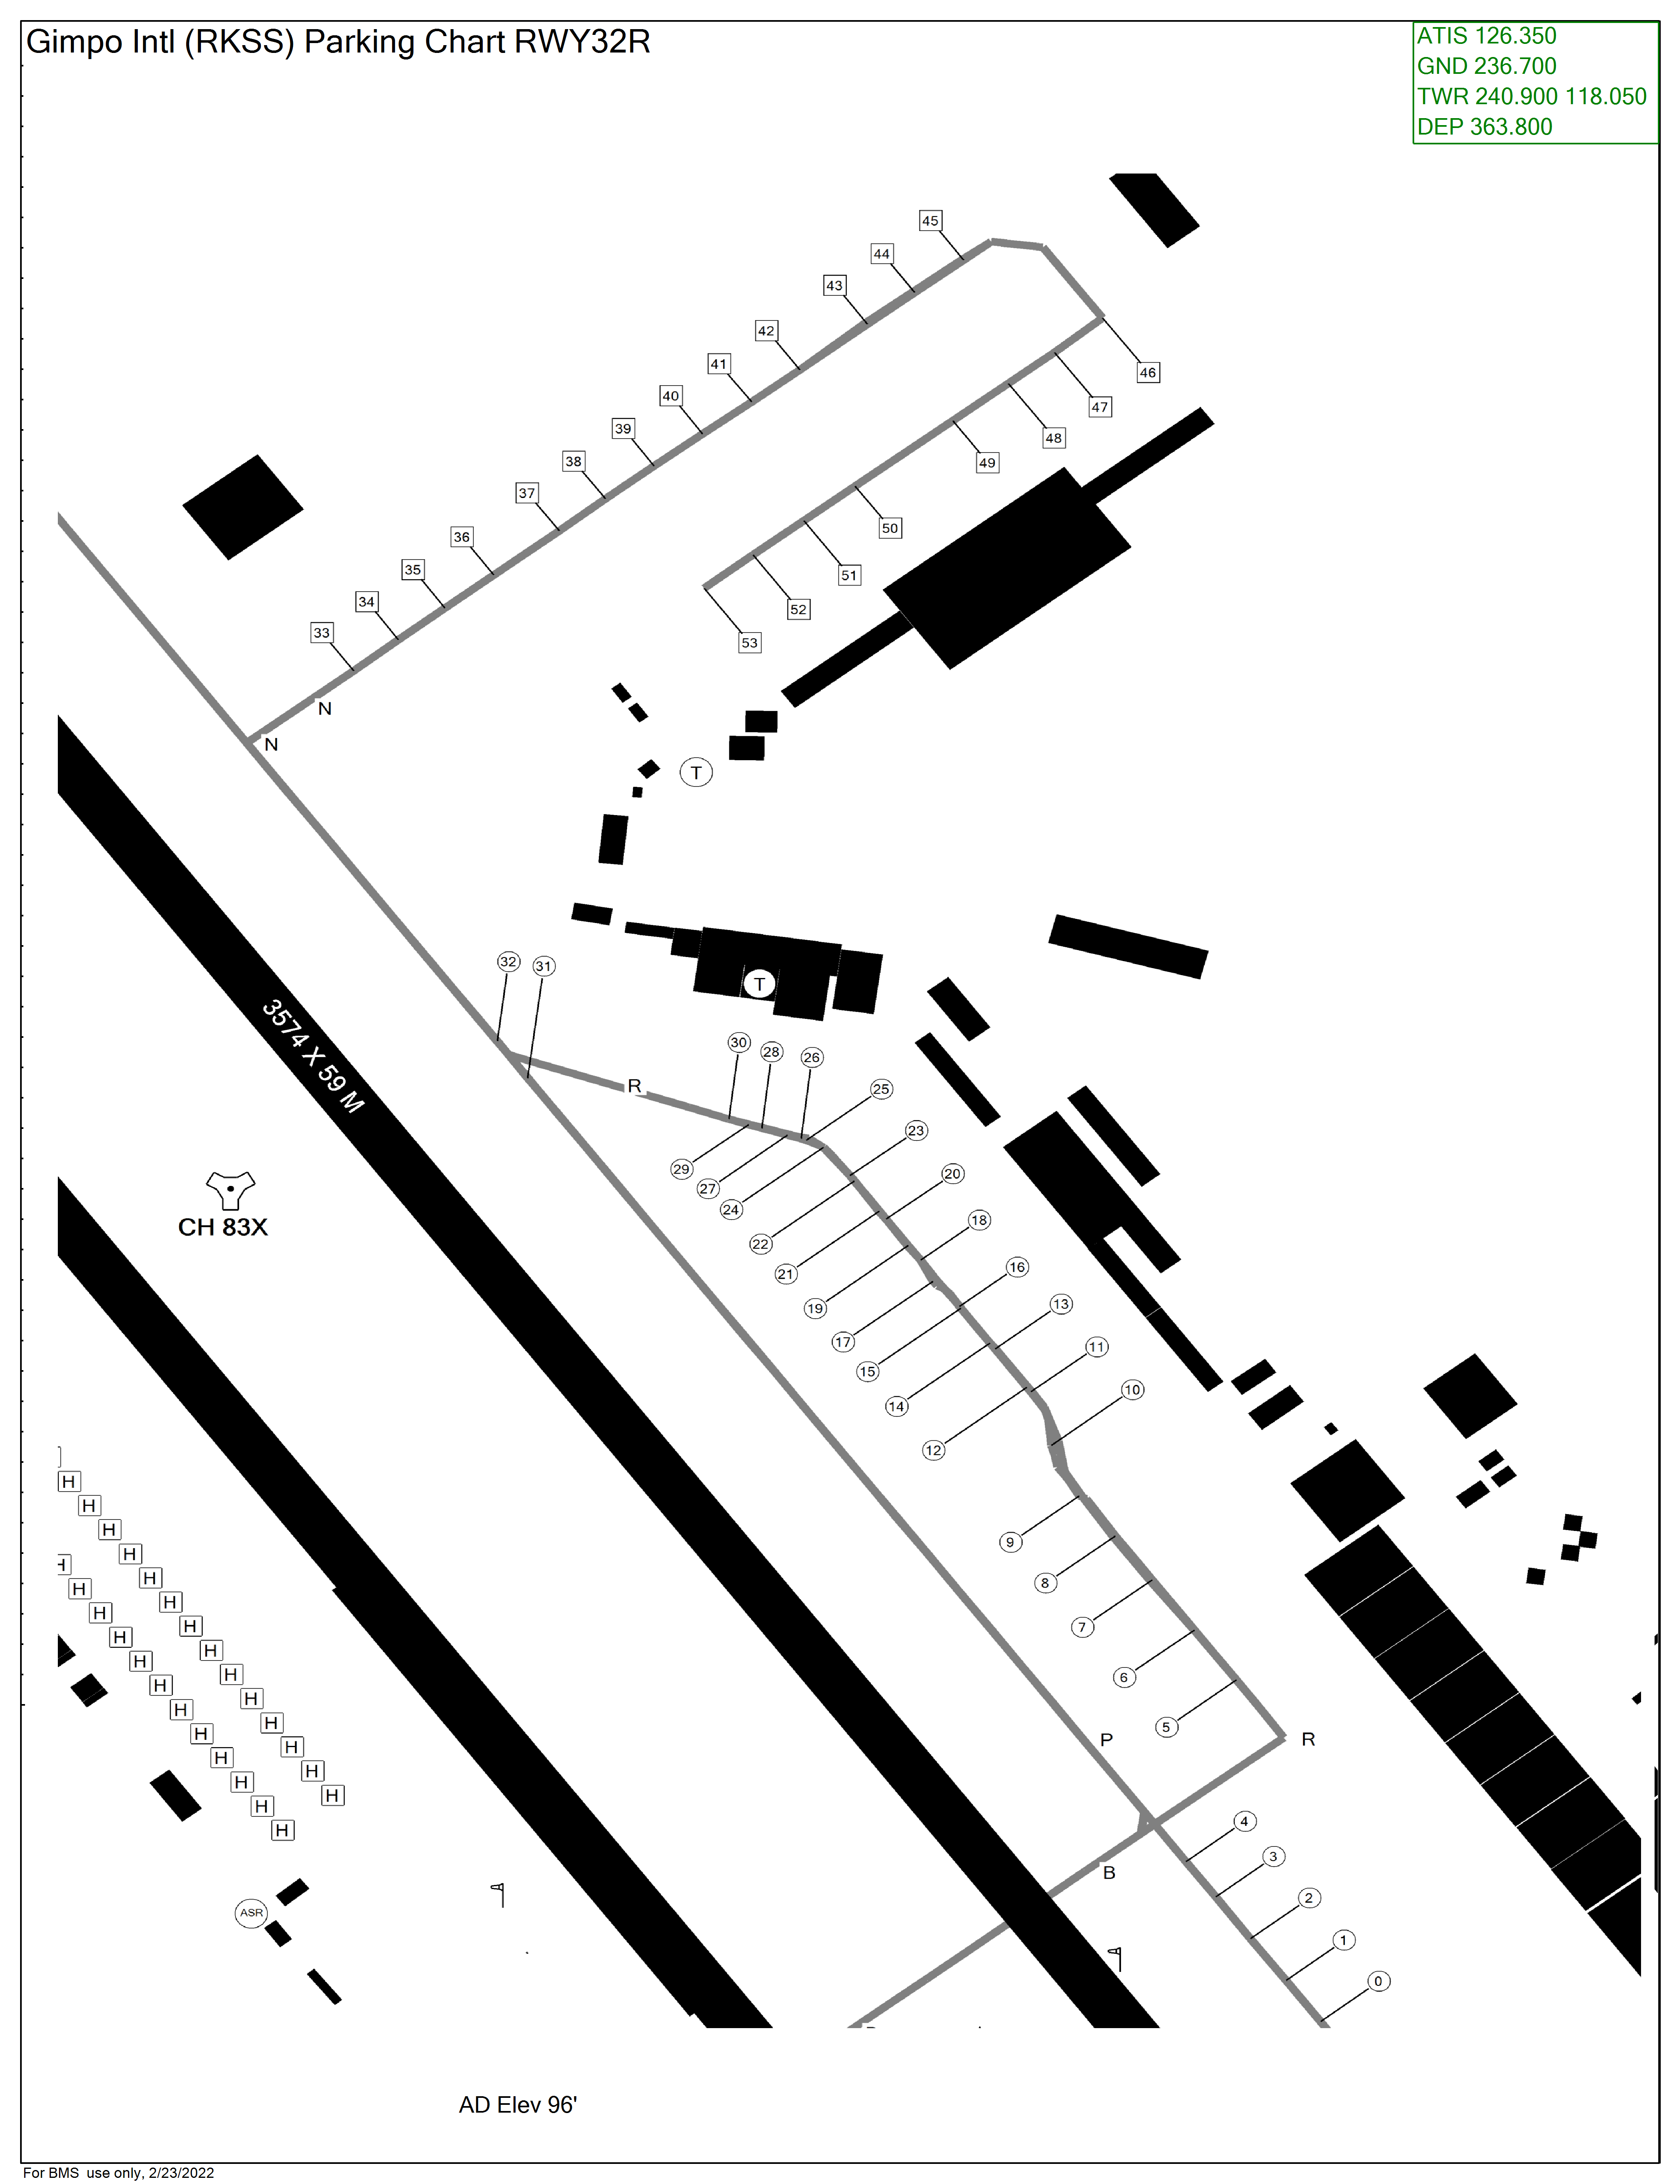 Gimpo Intl (RKSS) Parking Chart RWY32R
ATIS 126.350
GND 236.700
TWR 240.900 118.050
DEP 363.800
45
44
43
42
46
41
40
47
39
48
38
49
37
50
36
35
51
34
52
33
53
N
N
T
32
31
T
3574 X 59 M
30
28
26
R
25
23
29
20
27
24
CH 83X
18
22
16
21
13
19
17
11
15
10
14
12
H
H
H
9
H
H
8
H
H
H
7
H
H
H
H
H
6
H
H
H
H
H
5
H
H
P
R
H
H
H
H
H
4
H
3
B
2
ASR
1
0
AD Elev 96'
For BMS use only, 2/23/2022